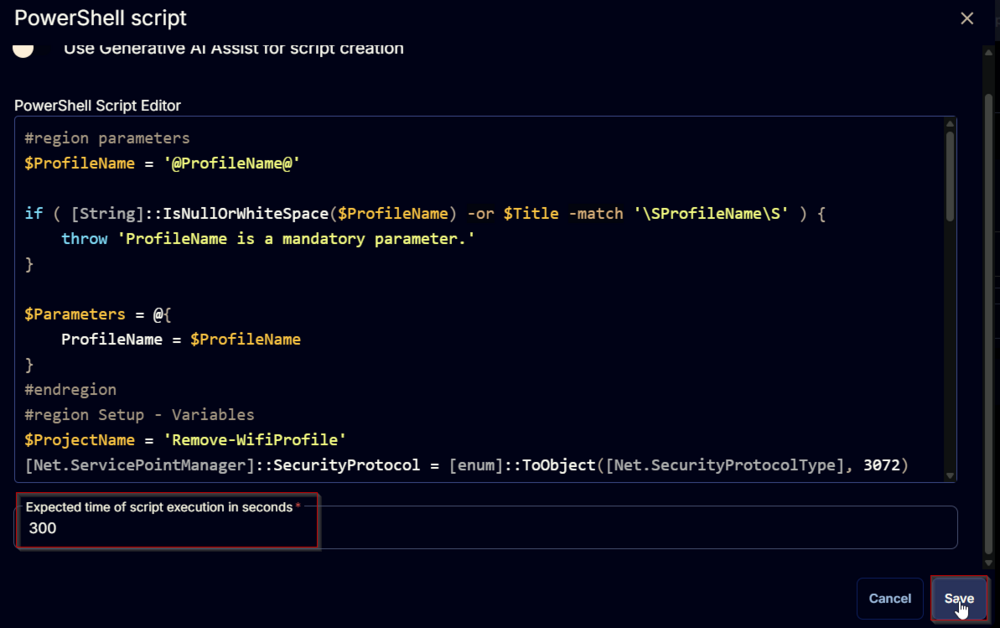 PowerShell script
Use Generative AI Assist for script creation
PowerShell Script Editor
#region parameters
$ProfileName = '@ProfileName@'
if ( [String]::IsNullOrWhiteSpace($ProfileName) -or $Title -match '\SProfileName\S' ) {
    throw 'ProfileName is a mandatory parameter.'
}
$Parameters = @{
    ProfileName = $ProfileName
}
#endregion
#region Setup - Variables
$ProjectName = 'Remove-WifiProfile'
[Net.ServicePointManager]::SecurityProtocol = [enum]::ToObject([Net.SecurityProtocolType], 3072)
Expected time of script execution in seconds *
300
Cancel
Save